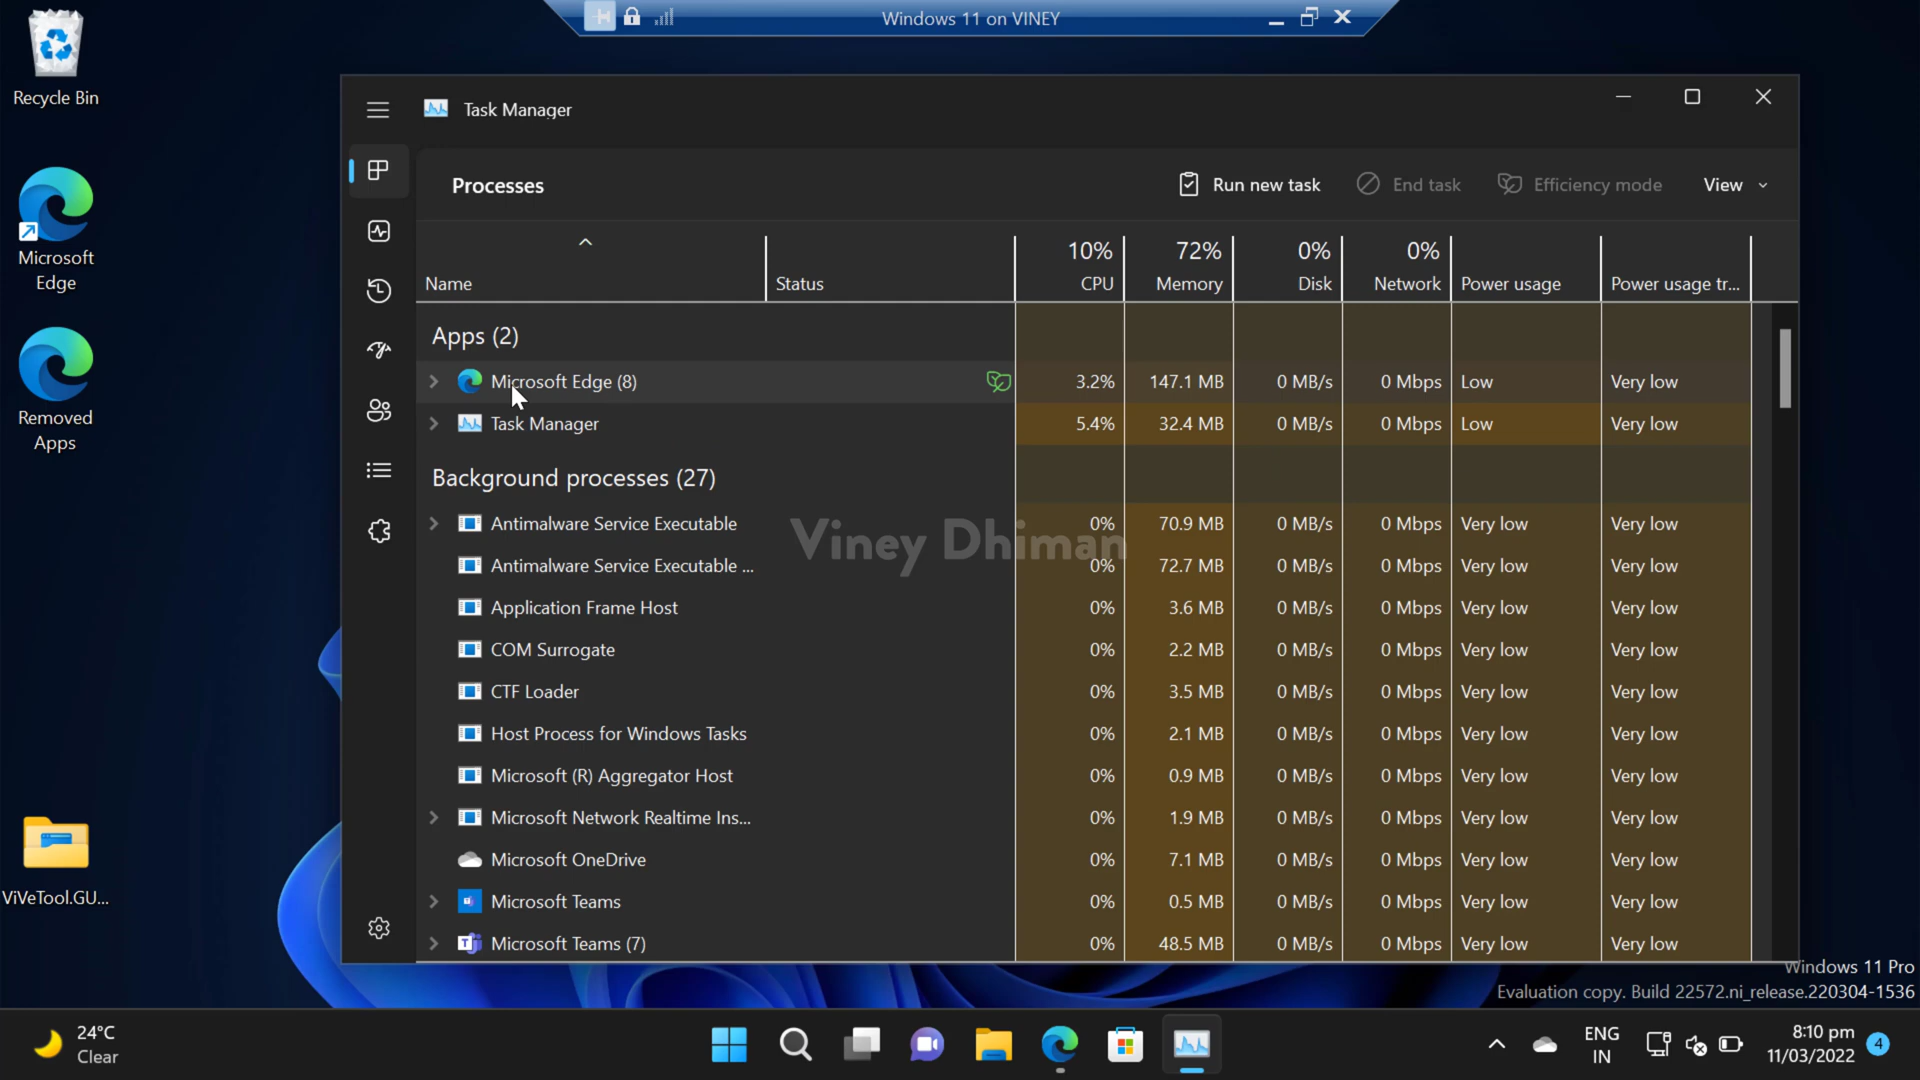 Windows 11 on VINEY
Recycle Bin
Microsoft
Edge
Removed
Apps
ViVeTool.GU...
Task Manager
Processes
Run new task
End task
Efficiency mode
View
Name
Status
10%
CPU
72%
Memory
0%
Disk
0%
Network
Power usage
Power usage tr...
Apps (2)
Microsoft Edge (8) 3.2% 147.1 MB 0 MB/s 0 Mbps Low Very low
Task Manager 5.4% 32.4 MB 0 MB/s 0 Mbps Low Very low
Background processes (27)
Antimalware Service Executable 0% 70.9 MB 0 MB/s 0 Mbps Very low Very low
Viney Dhiman
Antimalware Service Executable ... 0% 72.7 MB 0 MB/s 0 Mbps Very low Very low
Application Frame Host 0% 3.6 MB 0 MB/s 0 Mbps Very low Very low
COM Surrogate 0% 2.2 MB 0 MB/s 0 Mbps Very low Very low
CTF Loader 0% 3.5 MB 0 MB/s 0 Mbps Very low Very low
Host Process for Windows Tasks 0% 2.1 MB 0 MB/s 0 Mbps Very low Very low
Microsoft (R) Aggregator Host 0% 0.9 MB 0 MB/s 0 Mbps Very low Very low
Microsoft Network Realtime Ins... 0% 1.9 MB 0 MB/s 0 Mbps Very low Very low
Microsoft OneDrive 0% 7.1 MB 0 MB/s 0 Mbps Very low Very low
Microsoft Teams 0% 0.5 MB 0 MB/s 0 Mbps Very low Very low
Microsoft Teams (7) 0% 48.5 MB 0 MB/s 0 Mbps Very low Very low
Windows 11 Pro
Evaluation copy. Build 22572.ni_release.220304-1536
24°C
Clear
ENG
IN
8:10 pm
11/03/2022
4